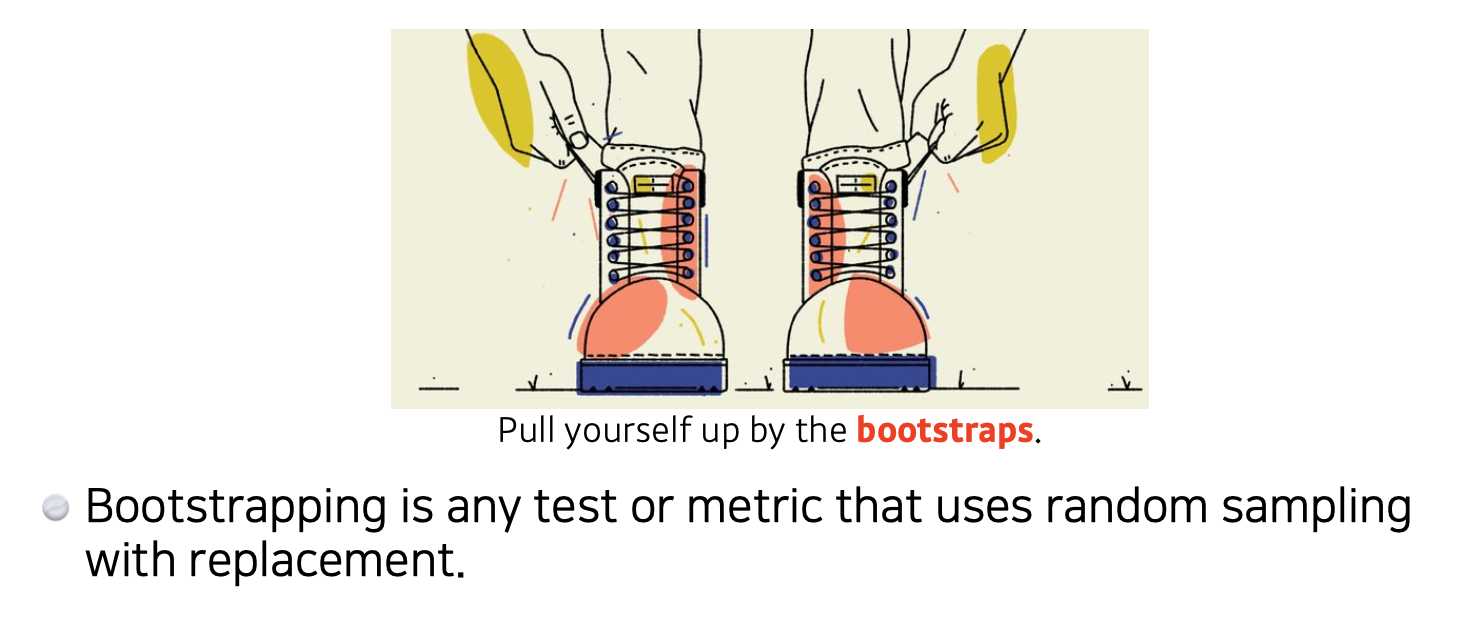 Pull yourself up by the bootstraps.
Bootstrapping is any test or metric that uses random sampling
with replacement.